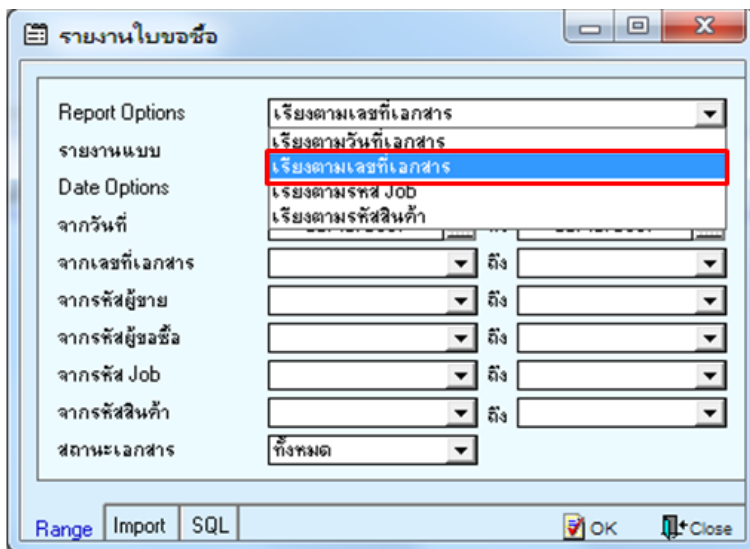 รายงานใบขอซื้อ
Report Options เรียงตามเลขที่เอกสาร
เรียงตามวันที่เอกสาร
รายงานแบบ
เรียงตามเลขที่เอกสาร
Date Options เรียงตามรหัส Job
เรียงตามรหัสสินค้า
จากวันที่
จากเลขที่เอกสาร ถึง
จากรหัสผู้ขาย ถึง
จากรหัสผู้ขอซื้อ ถึง
จากรหัส Job ถึง
จากรหัสสินค้า ถึง
สถานะเอกสาร ทั้งหมด
Range Import SQL OK Close